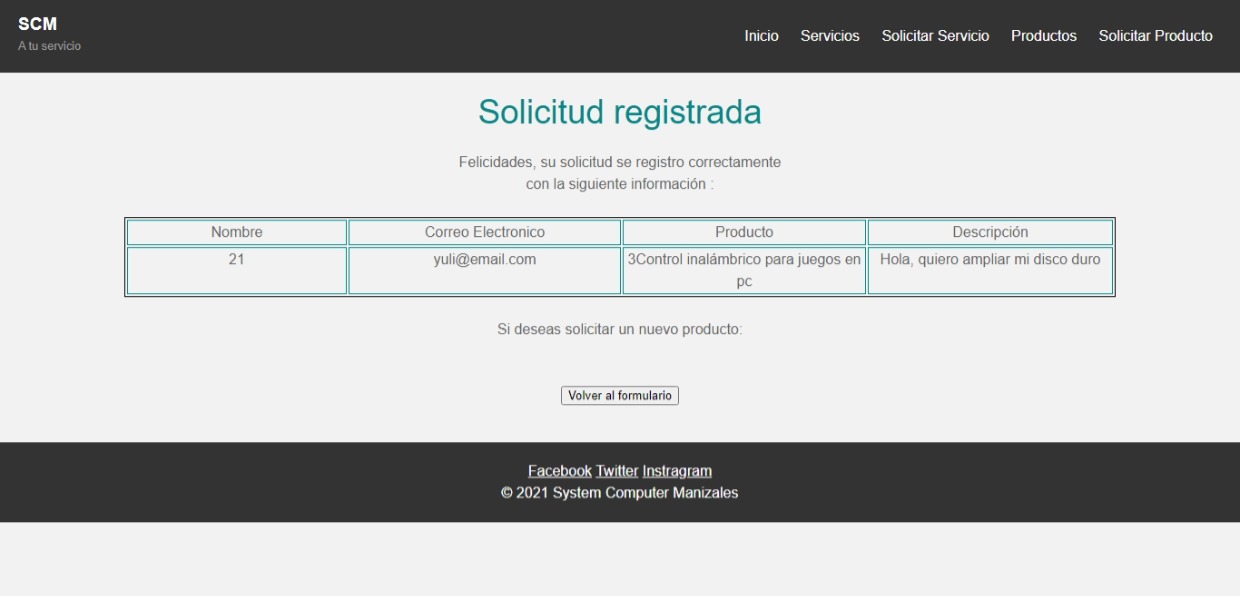 SCM
A tu servicio
Inicio Servicios Solicitar Servicio Productos Solicitar Producto
Solicitud registrada
Felicidades, su solicitud se registro correctamente
con la siguiente información :
Nombre Correo Electronico Producto Descripción
21 yuli@email.com 3Control inalámbrico para juegos en Hola, quiero ampliar mi disco duro
pc
Si deseas solicitar un nuevo producto:
Volver al formulario
Facebook Twitter Instragram
© 2021 System Computer Manizales